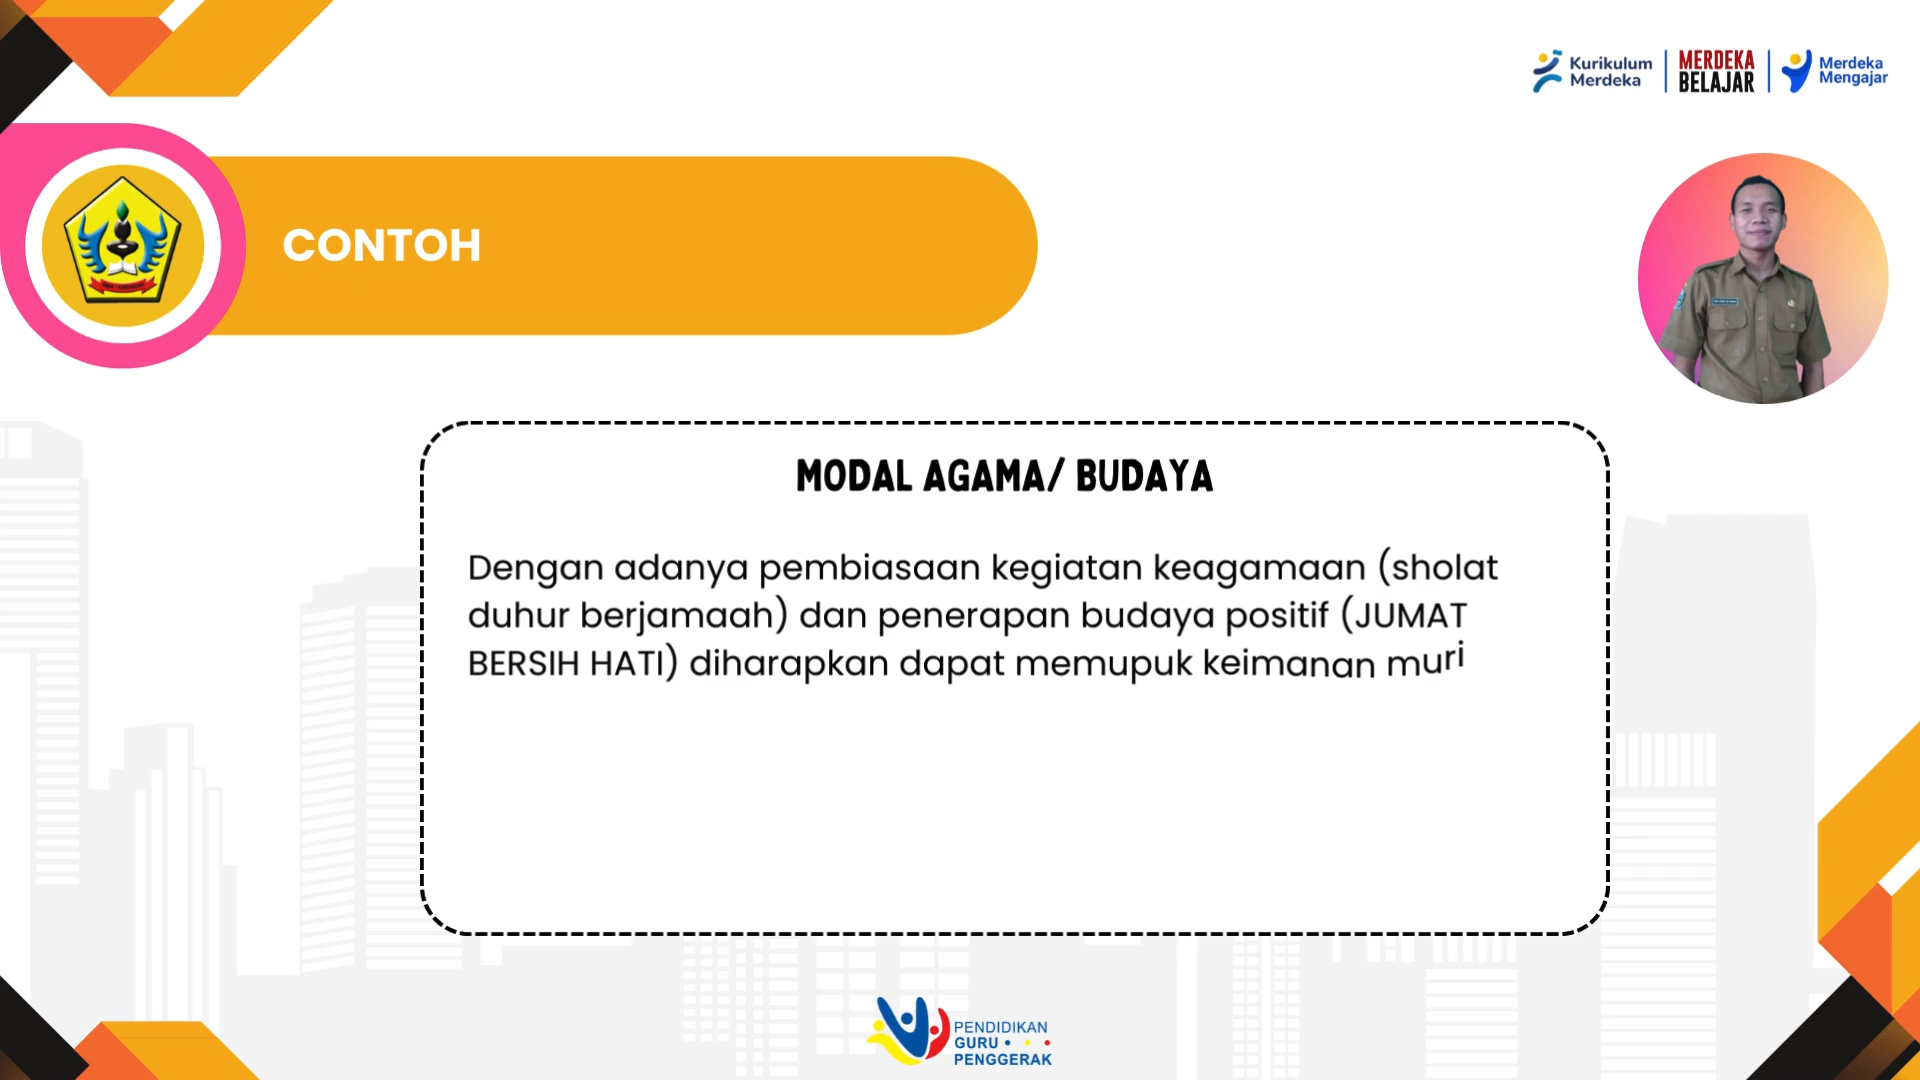 Kurikulum
Merdeka
MERDEKA
BELAJAR
Merdeka
Mengajar
CONTOH
MODAL AGAMA/ BUDAYA
Dengan adanya pembiasaan kegiatan keagamaan (sholat
duhur berjamaah) dan penerapan budaya positif (JUMAT
BERSIH HATI) diharapkan dapat memupuk keimanan muri
PENDIDIKAN
GURU
PENGGERAK